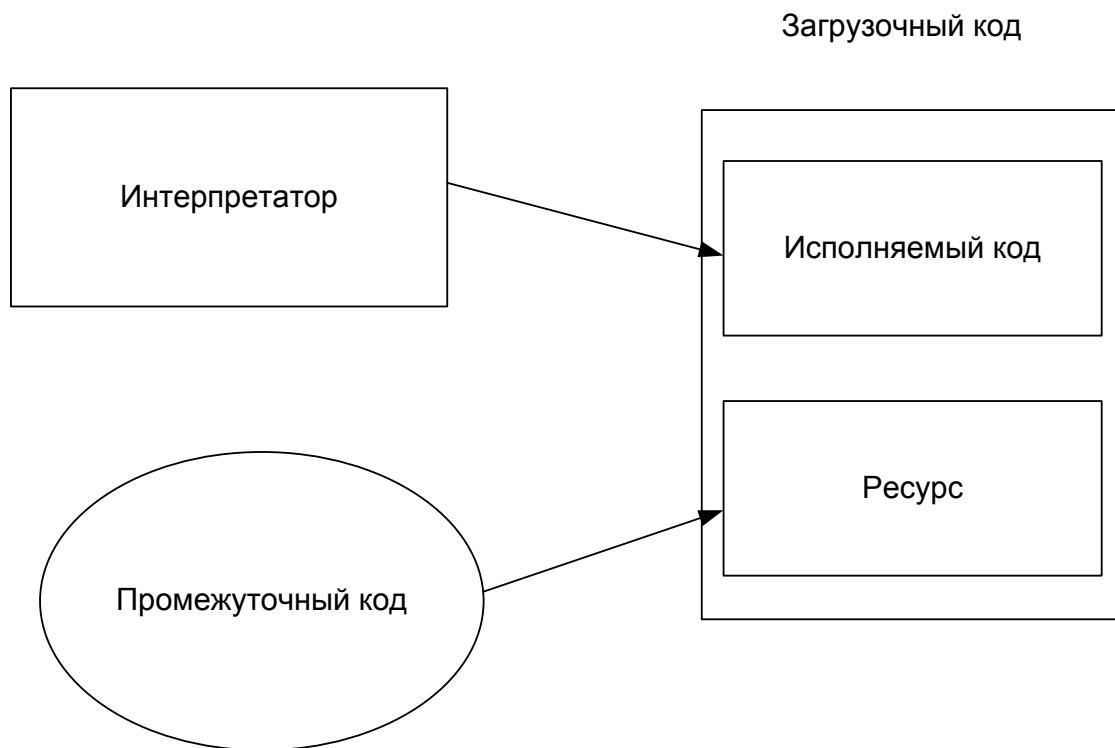 Загрузочный код
Интерпретатор
Исполняемый код
Ресурс
Промежуточный код